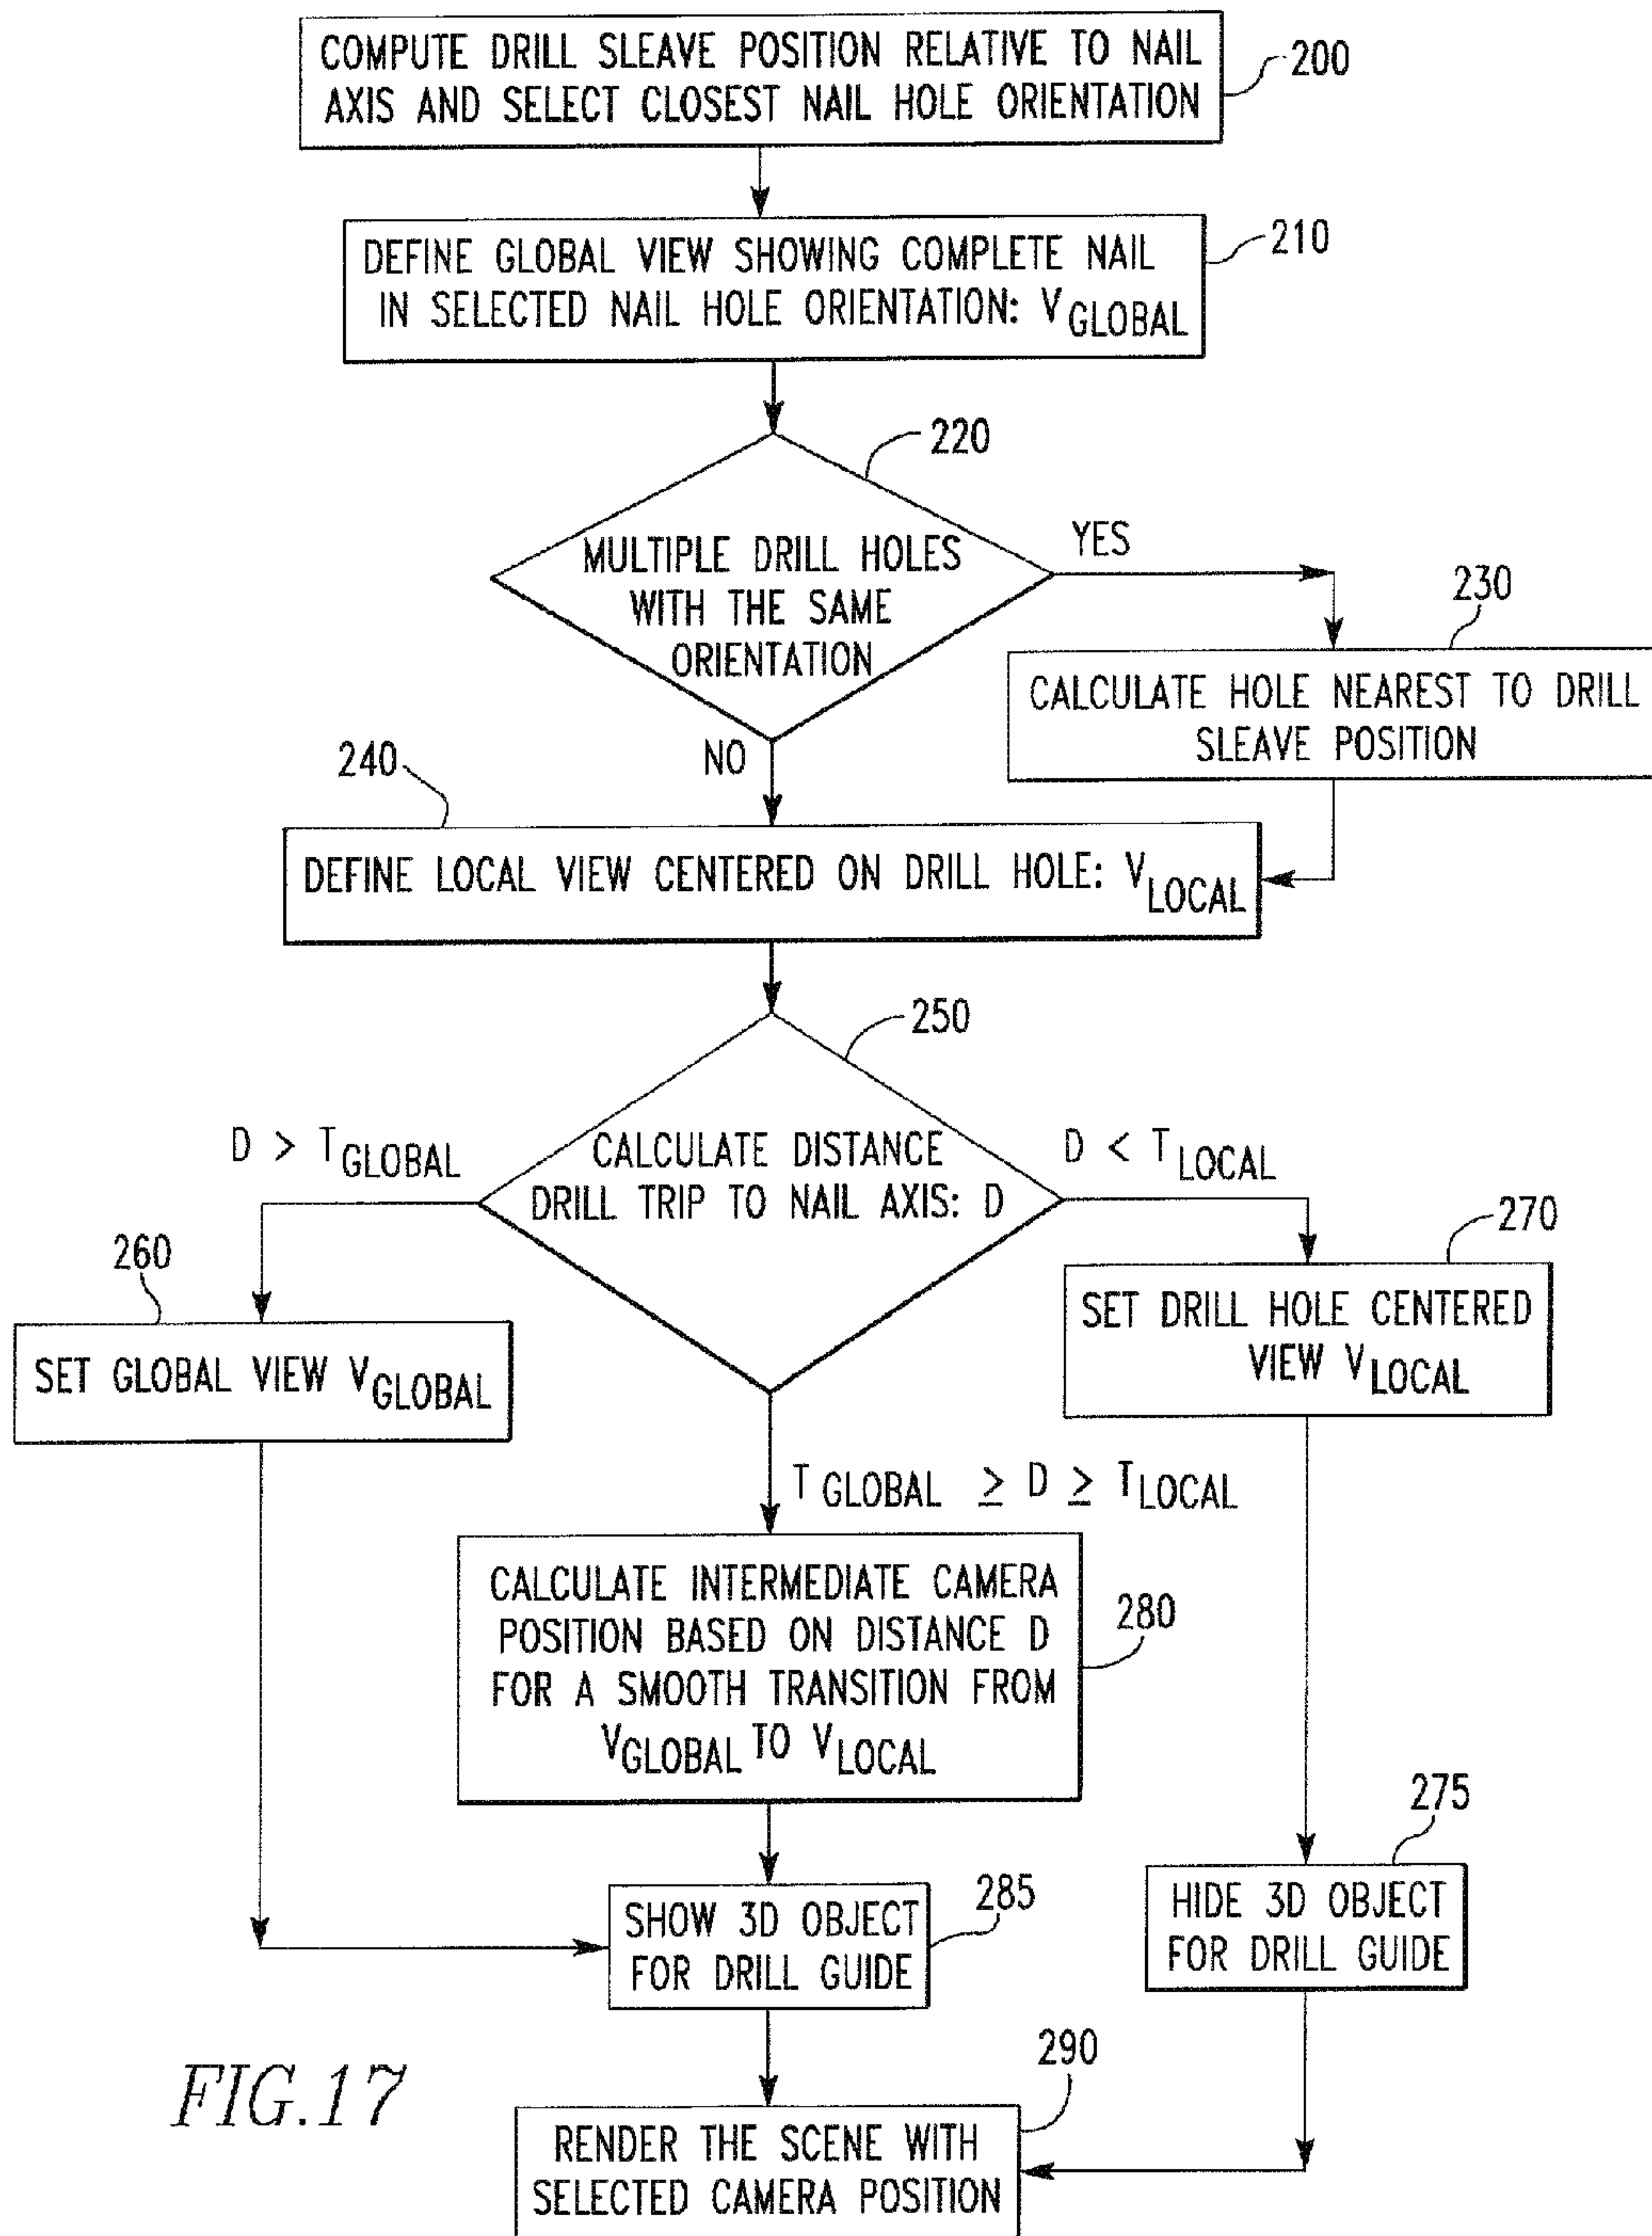 COMPUTE DRILL SLEAVE POSITION RELATIVE TO NAIL
AXIS AND SELECT CLOSEST NAIL HOLE ORIENTATION
200
DEFINE GLOBAL VIEW SHOWING COMPLETE NAIL
IN SELECTED NAIL HOLE ORIENTATION: VGLOBAL
210
220
MULTIPLE DRILL HOLES
WITH THE SAME
ORIENTATION
YES
230
CALCULATE HOLE NEAREST TO DRILL
SLEAVE POSITION
NO
240
DEFINE LOCAL VIEW CENTERED ON DRILL HOLE: VLOCAL
250
CALCULATE DISTANCE
DRILL TRIP TO NAIL AXIS: D
D > TGLOBAL
D < TLOCAL
260
SET GLOBAL VIEW VGLOBAL
270
SET DRILL HOLE CENTERED
VIEW VLOCAL
TGLOBAL ≥ D ≥ TLOCAL
CALCULATE INTERMEDIATE CAMERA
POSITION BASED ON DISTANCE D
FOR A SMOOTH TRANSITION FROM
VGLOBAL TO VLOCAL
280
275
HIDE 3D OBJECT
FOR DRILL GUIDE
SHOW 3D OBJECT
FOR DRILL GUIDE
285
290
RENDER THE SCENE WITH
SELECTED CAMERA POSITION
FIG.17